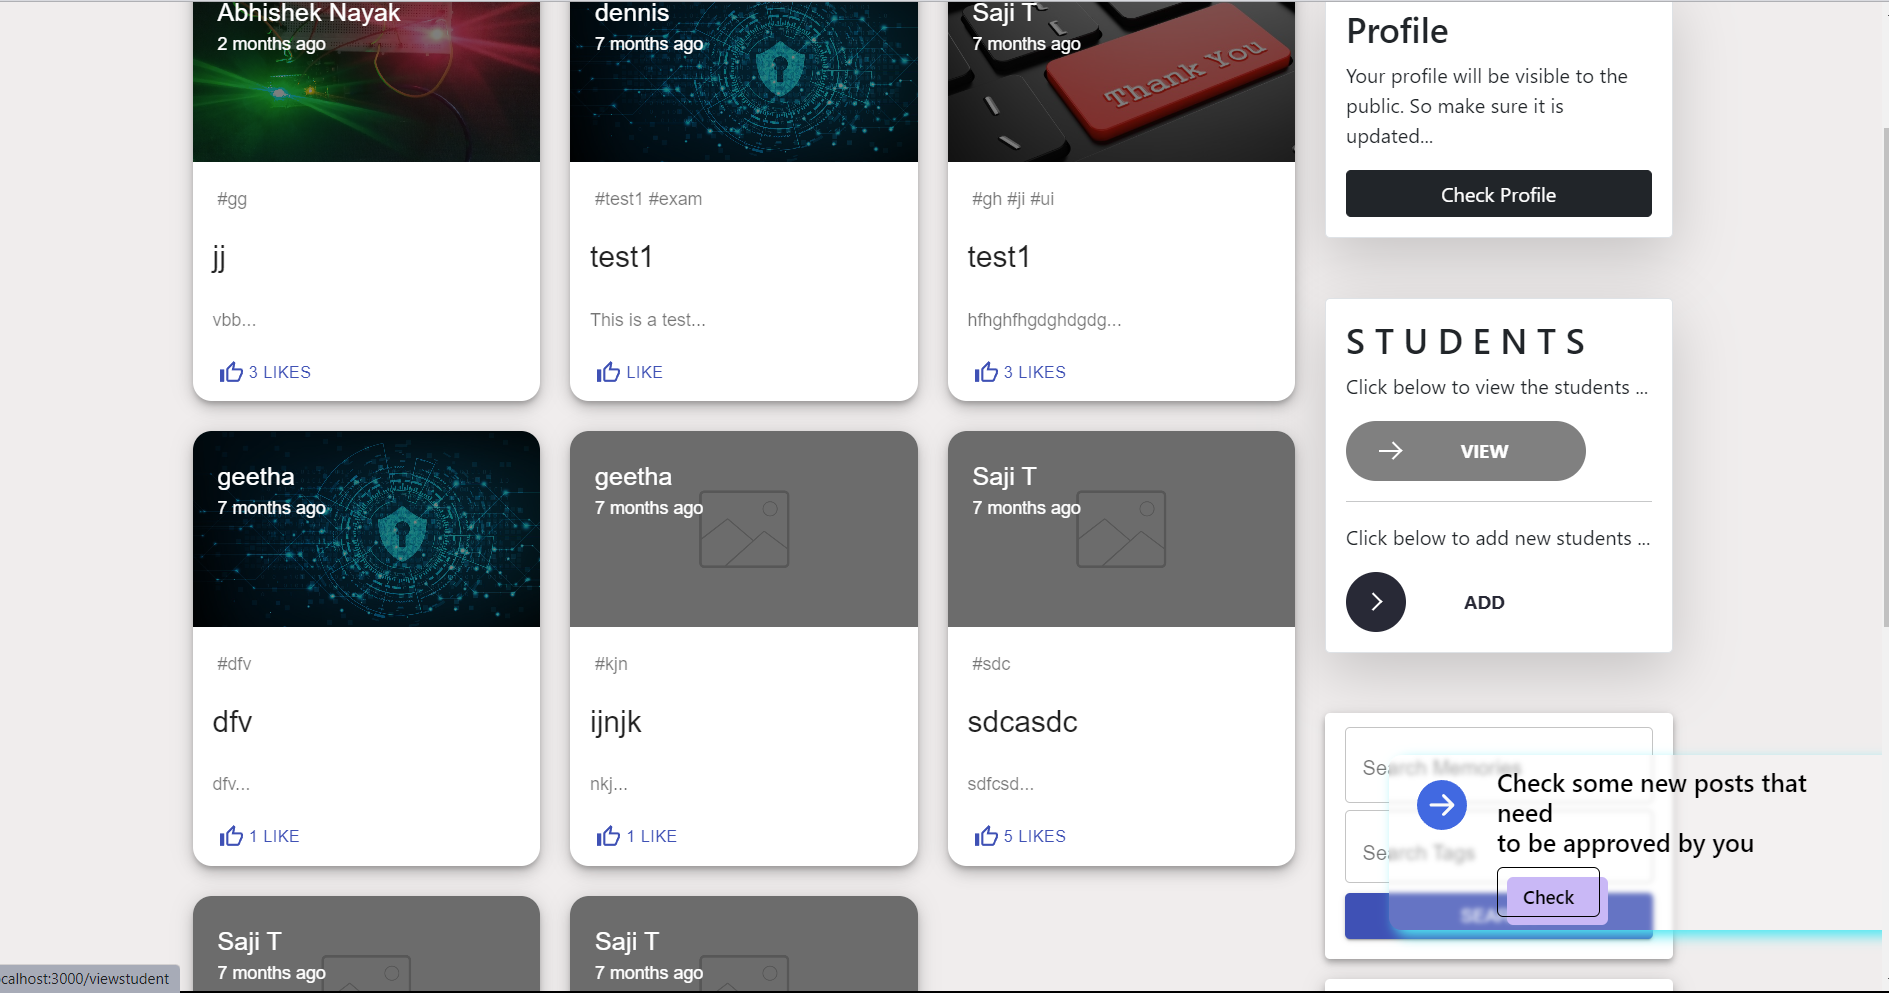 Abhishek Nayak
2 months ago
#gg
jj
vbb...
3 LIKES
dennis
7 months ago
#test1 #exam
test1
This is a test...
LIKE
Saji T
7 months ago
Thank You
#gh #ji #ui
test1
hfhghfhgdghdgdg...
3 LIKES
geetha
7 months ago
#dfv
dfv
dfv...
1 LIKE
geetha
7 months ago
#kjn
ijnjk
nkj...
1 LIKE
Saji T
7 months ago
#sdc
sdcasdc
sdfcsd...
5 LIKES
Saji T
7 months ago
Saji T
7 months ago
Profile
Your profile will be visible to the
public. So make sure it is
updated...
Check Profile
STUDENTS
Click below to view the students ...
VIEW
Click below to add new students ...
ADD
Search Memories
Search Tags
Check some new posts that
need
to be approved by you
Check
ocalhost:3000/viewstudent